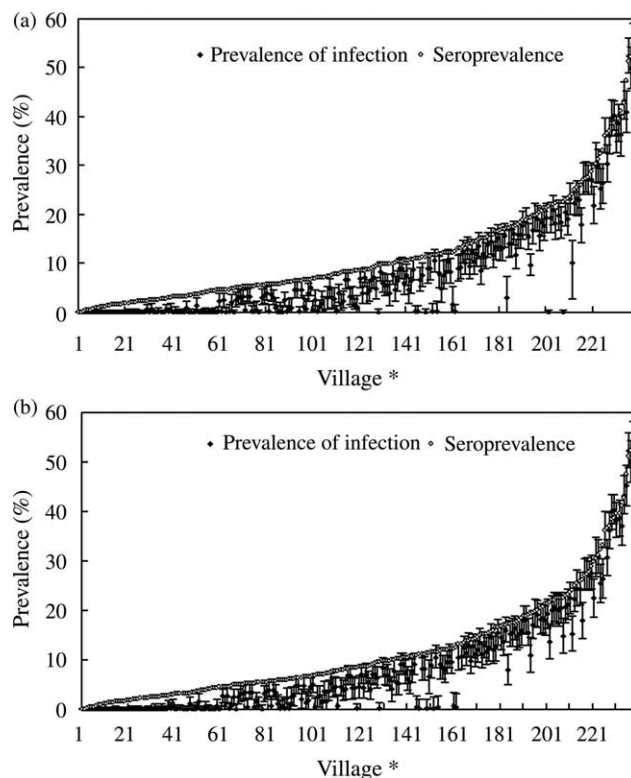 (a)
60
◆ Prevalence of infection ◇ Seroprevalence
50
40
30
20
10
0
Prevalence (%)
1 21 41 61 81 101 121 141 161 181 201 221
Village *
(b)
60
◆ Prevalence of infection ◇ Seroprevalence
50
40
30
20
10
0
Prevalence (%)
1 21 41 61 81 101 121 141 161 181 201 221
Village *